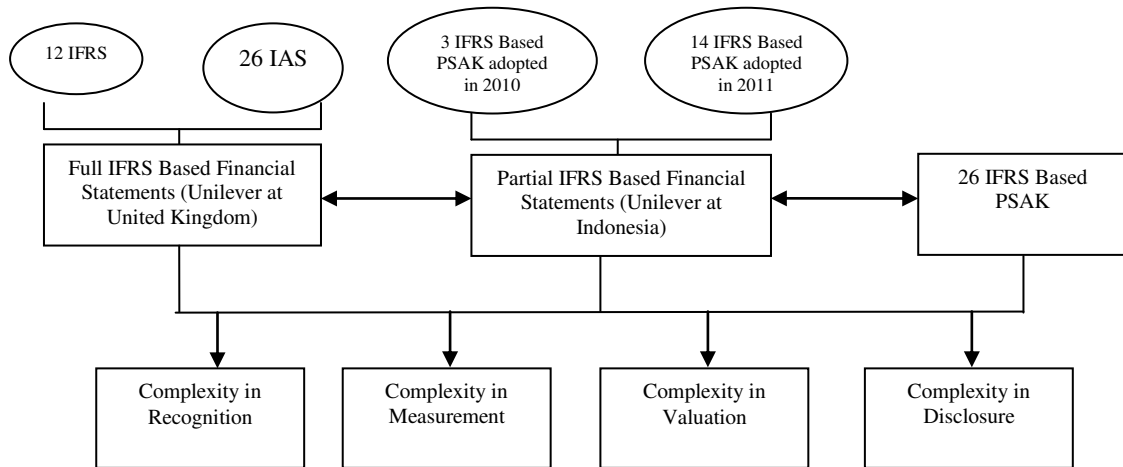 12 IFRS
26 IAS
3 IFRS Based
PSAK adopted
in 2010
14 IFRS Based
PSAK adopted
in 2011
Full IFRS Based Financial
Statements (Unilever at
United Kingdom)
Partial IFRS Based Financial
Statements (Unilever at
Indonesia)
26 IFRS Based
PSAK
Complexity in
Recognition
Complexity in
Measurement
Complexity in
Valuation
Complexity in
Disclosure